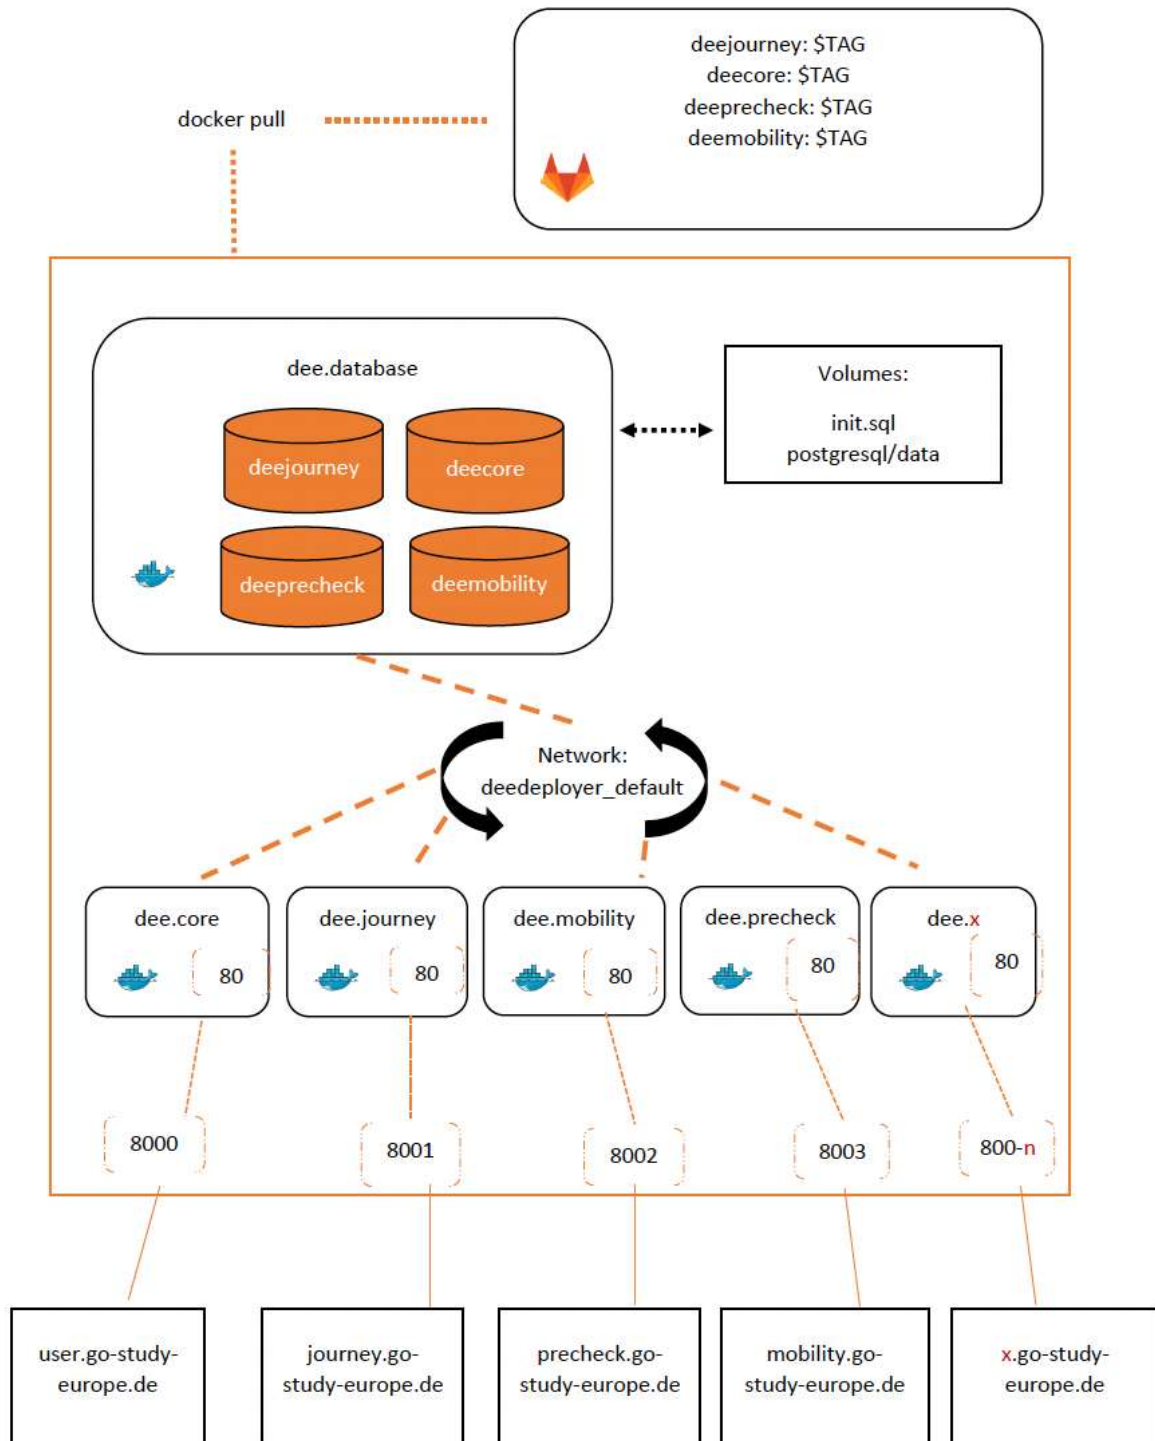 deejourney: $TAG
deecore: $TAG
deeprecheck: $TAG
deemobility: $TAG
docker pull
dee.database
deejourney
deecore
deeprecheck
deemobility
Volumes:
init.sql
postgresql/data
Network:
deedeployer_default
dee.core
80
dee.journey
80
dee.mobility
80
dee.precheck
80
dee.x
80
8000
8001
8002
8003
800-n
user.go-study-
europe.de
journey.go-
study-europe.de
precheck.go-
study-europe.de
mobility.go-
study-europe.de
x.go-study-
europe.de